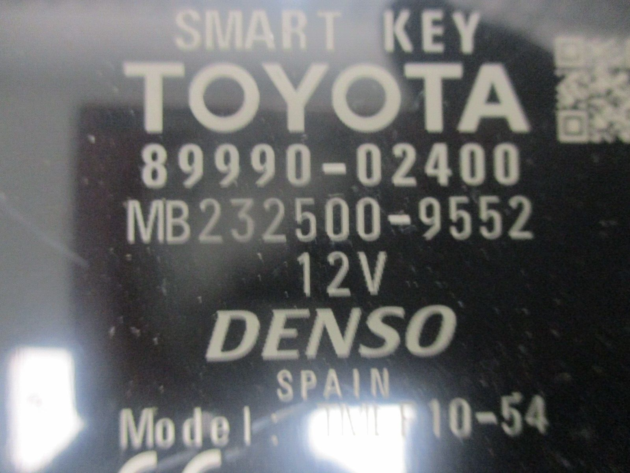 SMART KEY
TOYOTA
89990-02400
MB232500-9552
12V
DENSO
SPAIN
Model: